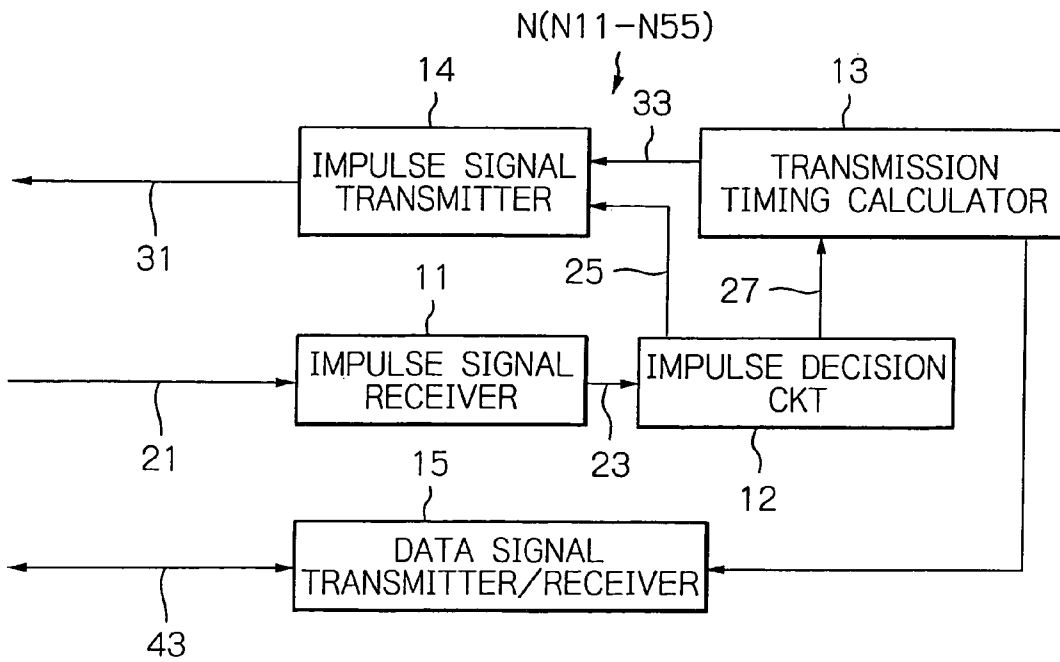 N(N11-N55)
14
33
13
IMPULSE SIGNAL
TRANSMITTER
TRANSMISSION
TIMING CALCULATOR
31
25
27
11
IMPULSE SIGNAL
RECEIVER
IMPULSE DECISION
CKT
21
23
12
15
DATA SIGNAL
TRANSMITTER/RECEIVER
43